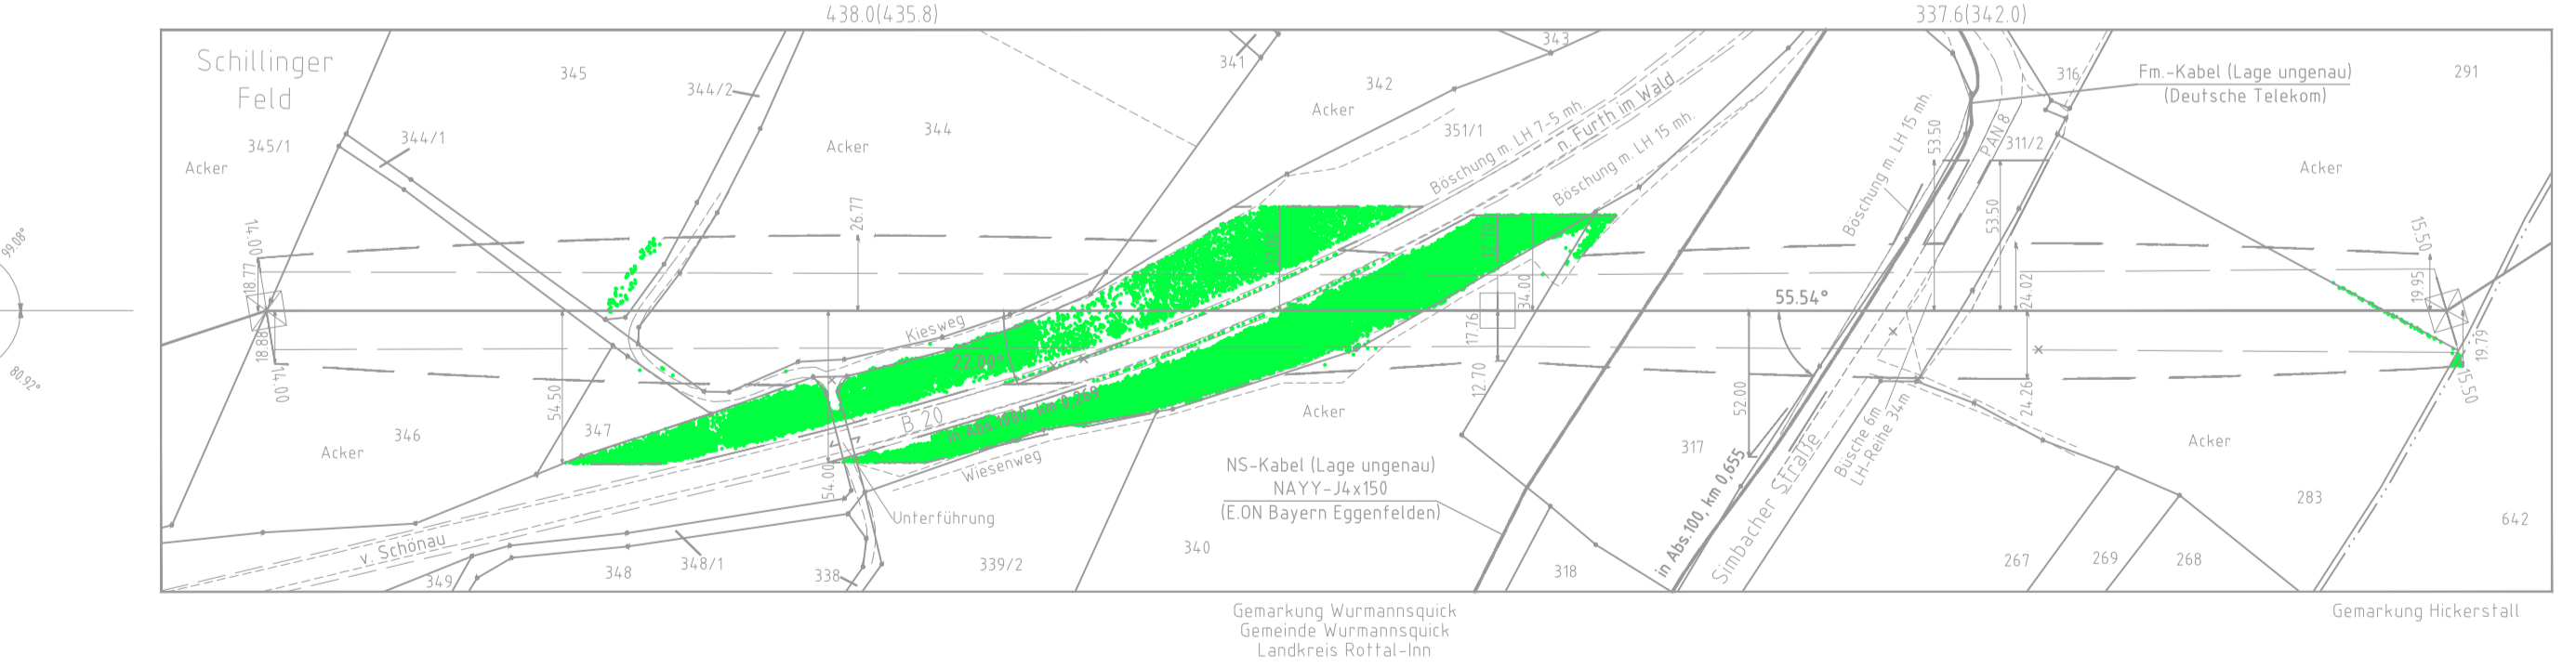 438.0(435.8)
337.6(342.0)
Schillinger
Feld
345
344/2
341
343
342
Acker
316
Fm.-Kabel (Lage ungenau)
(Deutsche Telekom)
291
345/1
Acker
344/1
Acker
344
351/1
Böschung m. LH 7-5 mh.
n. Furth im Wald
Böschung m. LH 15 mh.
Böschung m. LH 15 mh.
53.50
PAN 8
311/2
Acker
99.08°
80.92°
14.00
18.77
18.88
14.00
26.77
34.00
53.50
24.02
15.50
19.95
55.54°
Kiesweg
22.00°
17.76
12.70
52.00
24.26
19.79
15.50
54.50
54.00
346
Acker
347
B 20
in Abs.1080, km 0,269
Wiesenweg
Acker
NS-Kabel (Lage ungenau)
NAYY-J4x150
(E.ON Bayern Eggenfelden)
317
in Abs.100, km 0,655
Simbacher Straße
Büsche 6m
LH-Reihe 34m
Acker
283
642
Unterführung
v. Schönau
349
348
348/1
338
339/2
340
318
267
269
268
Gemarkung Wurmannsquick
Gemeinde Wurmannsquick
Landkreis Rottal-Inn
Gemarkung Hickerstall